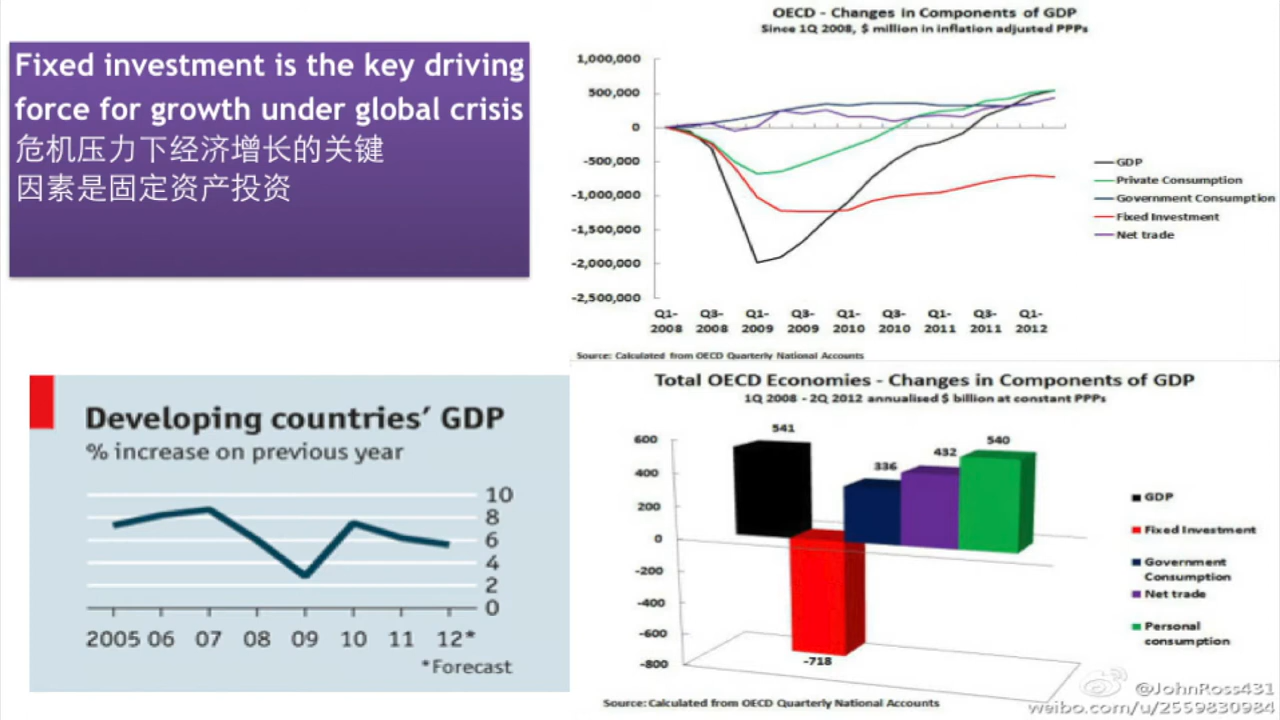 Fixed investment is the key driving
force for growth under global crisis
危机压力下经济增长的关键
因素是固定资产投资
OECD - Changes in Components of GDP
Since 1Q 2008, $ million in inflation adjusted PPPs
1,000,000
500,000
0
-500,000
-1,000,000
-1,500,000
-2,000,000
-2,500,000
Q1- Q3- Q1- Q3- Q1- Q3- Q1- Q3- Q1-
2008 2008 2009 2009 2010 2010 2011 2011 2012
GDP
Private Consumption
Government Consumption
Fixed Investment
Net trade
Source: Calculated from OECD Quarterly National Accounts
Developing countries’ GDP
% increase on previous year
10
8
6
4
2
0
2005 06 07 08 09 10 11 12*
*Forecast
Total OECD Economies - Changes in Components of GDP
1Q 2008 - 2Q 2012 annualised $ billion at constant PPPs
600
400
200
0
-200
-400
-600
-800
541
-718
336
432
540
GDP
Fixed Investment
Government
Consumption
Net trade
Personal
consumption
Source: Calculated from OECD Quarterly National Accounts
@JohnRoss431
weibo.com/u/2559830984